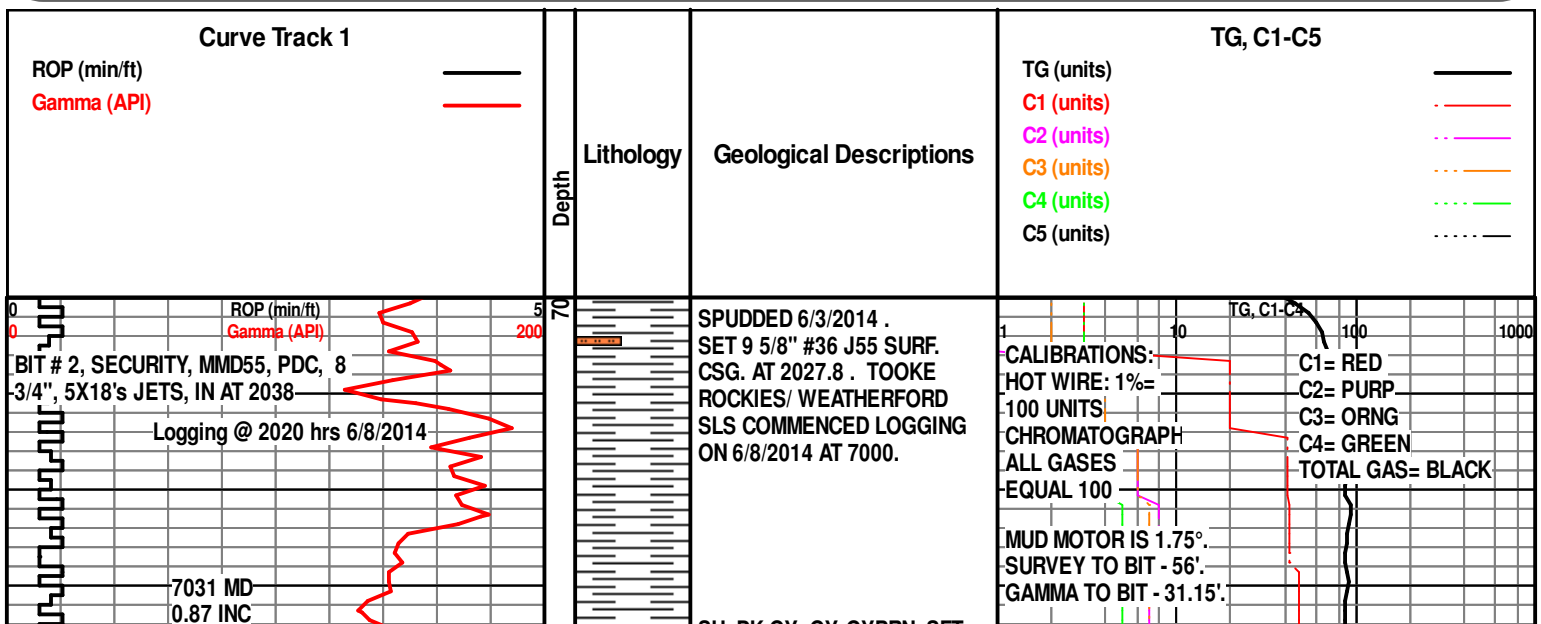 Curve Track 1
ROP (min/ft)
Gamma (API)
Depth
Lithology
Geological Descriptions
TG, C1-C5
TG (units)
C1 (units)
C2 (units)
C3 (units)
C4 (units)
C5 (units)
0 ROP (min/ft) 5
0 Gamma (API) 200
70
BIT # 2, SECURITY, MMD55, PDC, 8
3/4", 5X18's JETS, IN AT 2038
Logging @ 2020 hrs 6/8/2014
7031 MD
0.87 INC
SPUDDED 6/3/2014 .
SET 9 5/8" #36 J55 SURF.
CSG. AT 2027.8 . TOOKE
ROCKIES/ WEATHERFORD
SLS COMMENCED LOGGING
ON 6/8/2014 AT 7000.
TG, C1-C4
1 10 100 1000
CALIBRATIONS:
HOT WIRE: 1%=
100 UNITS
CHROMATOGRAPH
ALL GASES
EQUAL 100
C1= RED
C2= PURP
C3= ORNG
C4= GREEN
TOTAL GAS= BLACK
MUD MOTOR IS 1.75°.
SURVEY TO BIT - 56'.
GAMMA TO BIT - 31.15'.